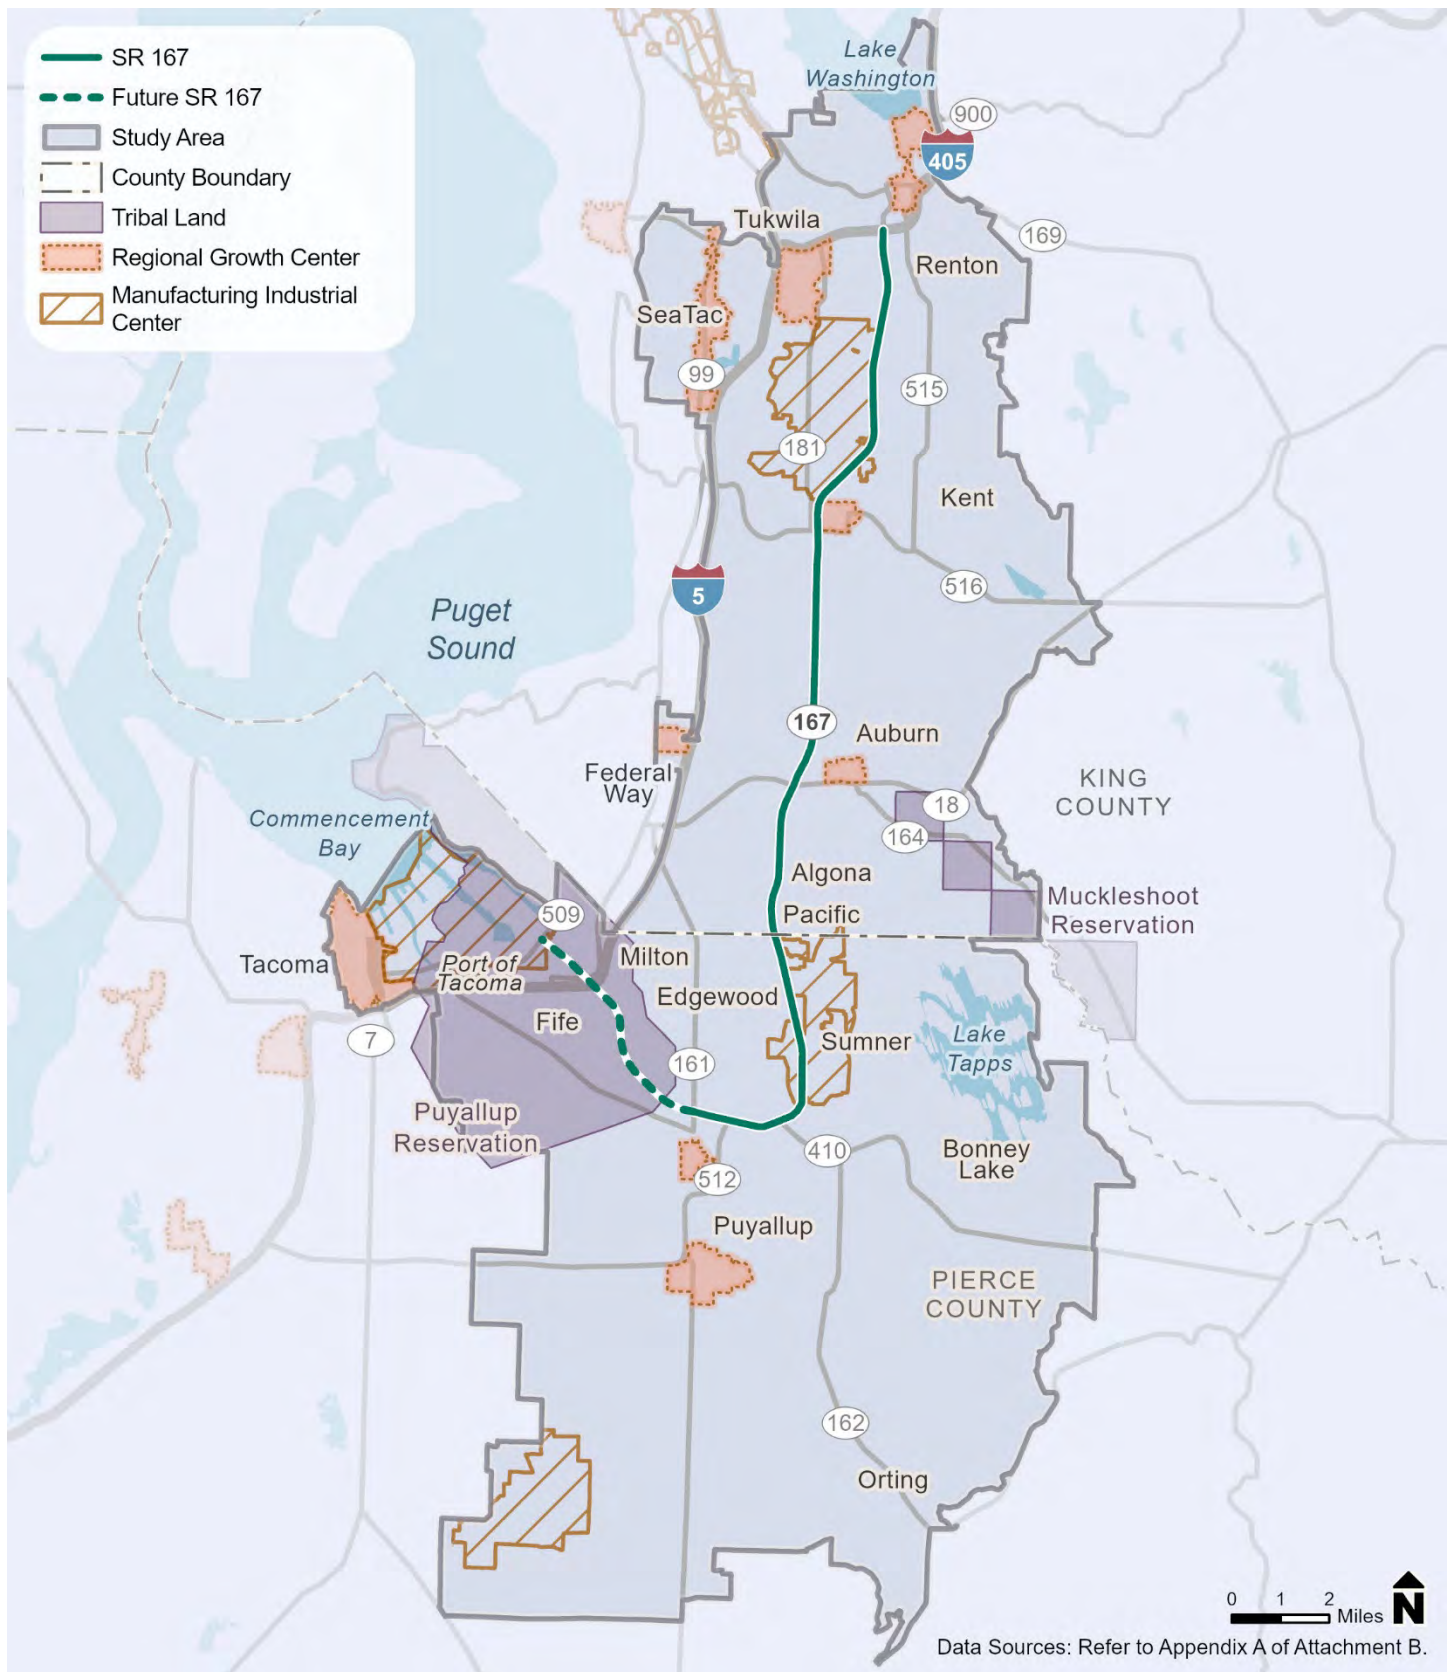 SR 167
Future SR 167
Study Area
County Boundary
Tribal Land
Regional Growth Center
Manufacturing Industrial
Center
Lake
Washington
900
405
Tukwila
169
Renton
SeaTac
99
515
181
Kent
516
5
Puget
Sound
167
Auburn
Federal
Way
KING
COUNTY
18
164
Commencement
Bay
Algona
Muckleshoot
Reservation
Pacific
509
Milton
Tacoma
Port of
Tacoma
Edgewood
Fife
Sumner
Lake
Tapps
7
161
Puyallup
Reservation
410
Bonney
Lake
512
Puyallup
PIERCE
COUNTY
162
Orting
0 1 2
Miles
N
Data Sources: Refer to Appendix A of Attachment B.